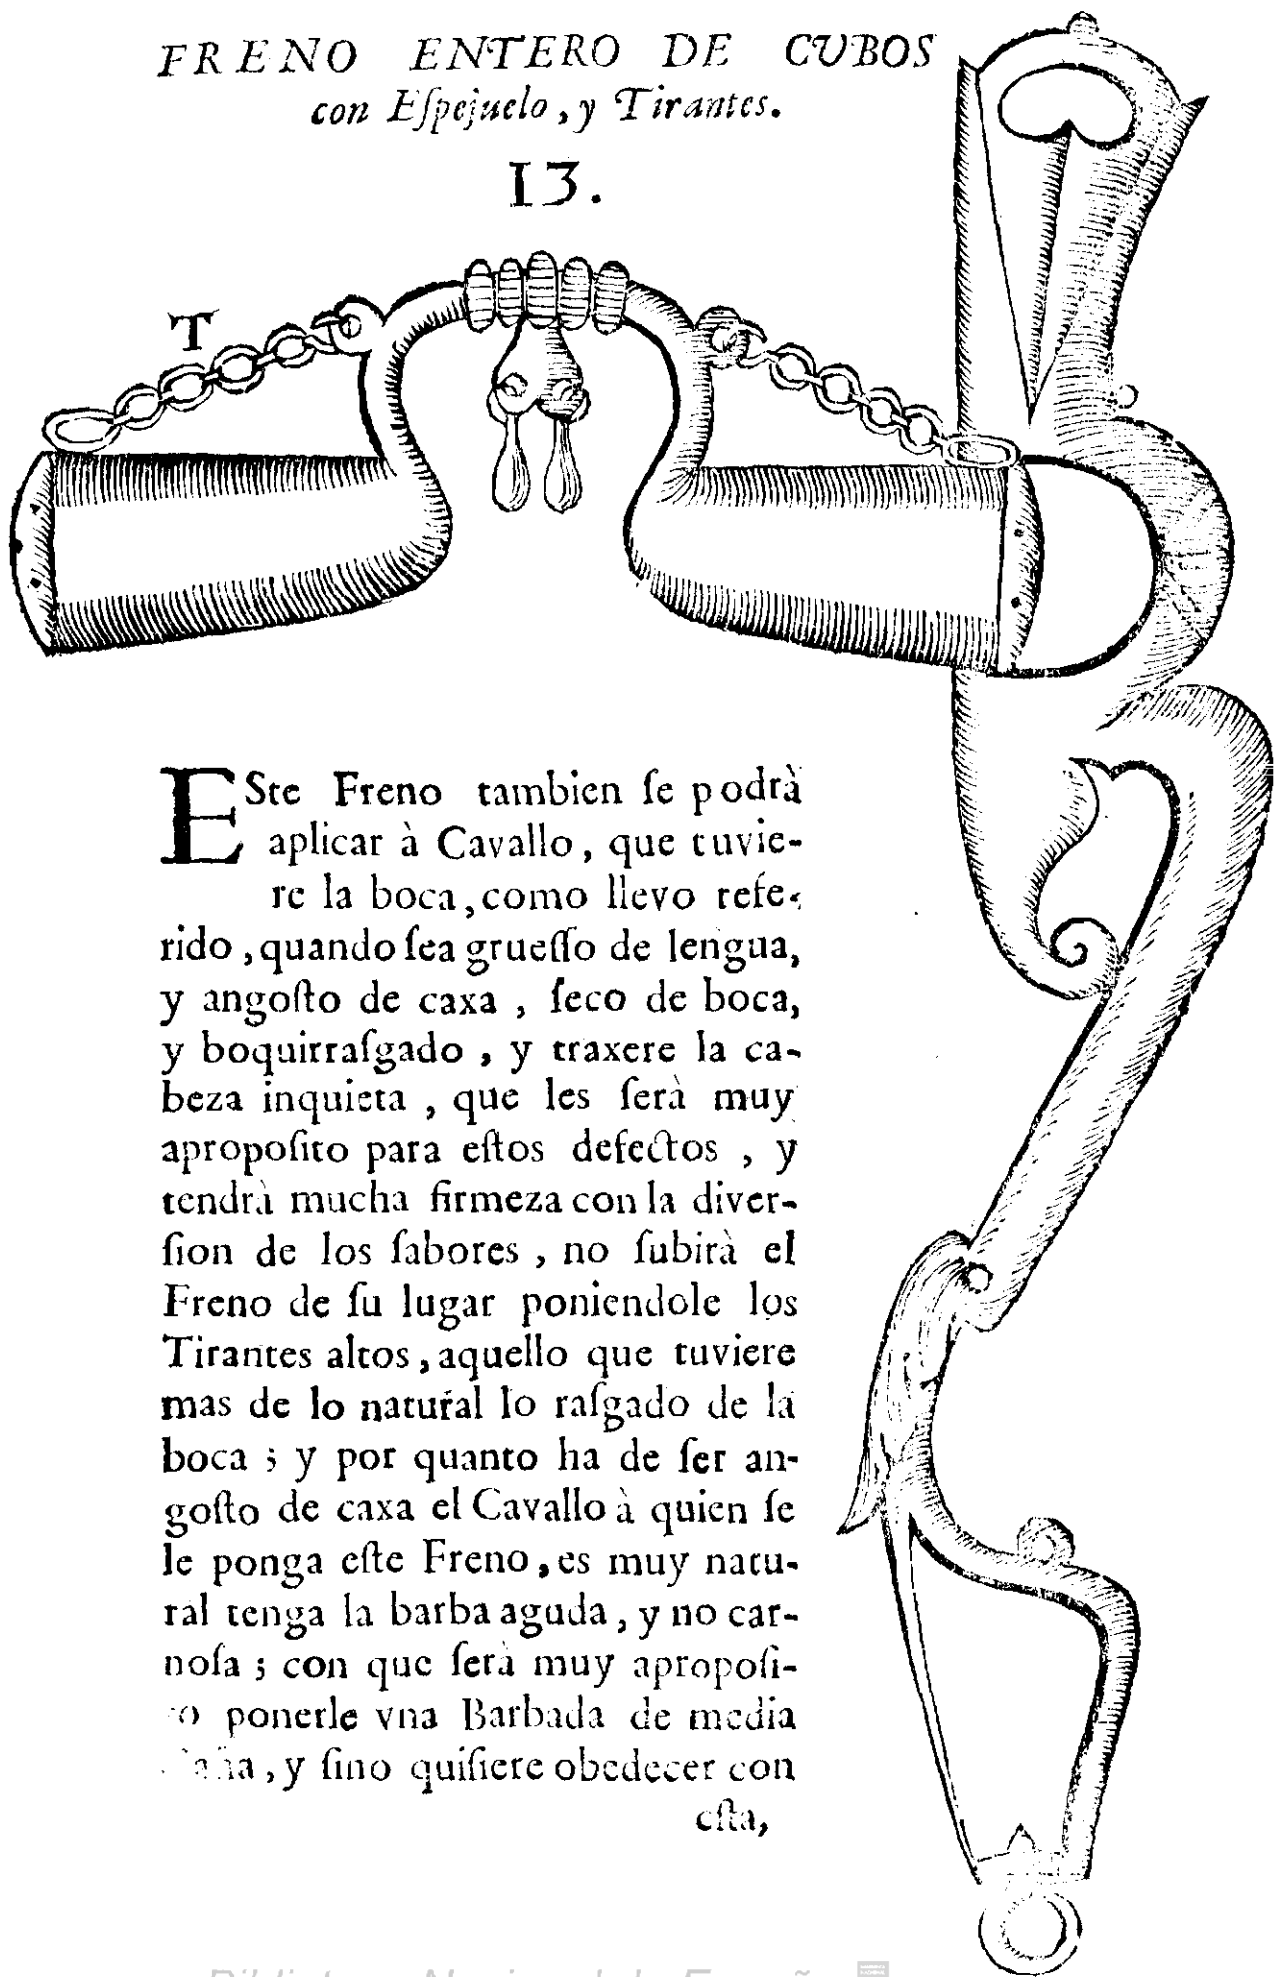 FRENO ENTERO DE CVBOS
con Eſpejuelo, y Tirantes.
13.
T
ESte Freno tambien ſe podrà
aplicar à Cavallo, que tuvie-
re la boca, como llevo refe-
rido, quando ſea grueſſo de lengua,
y angoſto de caxa, ſeco de boca,
y boquirraſgado, y traxere la ca-
beza inquieta, que les ſerà muy
apropoſito para eſtos defectos, y
tendrà mucha firmeza con la diver-
ſion de los ſabores, no ſubirà el
Freno de ſu lugar poniendole los
Tirantes altos, aquello que tuviere
mas de lo natural lo raſgado de la
boca; y por quanto ha de ſer an-
goſto de caxa el Cavallo à quien ſe
le ponga eſte Freno, es muy natu-
ral tenga la barba aguda, y no car-
noſa; con que ſerà muy apropoſi-
ponerle vna Barbada de media
y ſino quiſiere obedecer con
eſta,